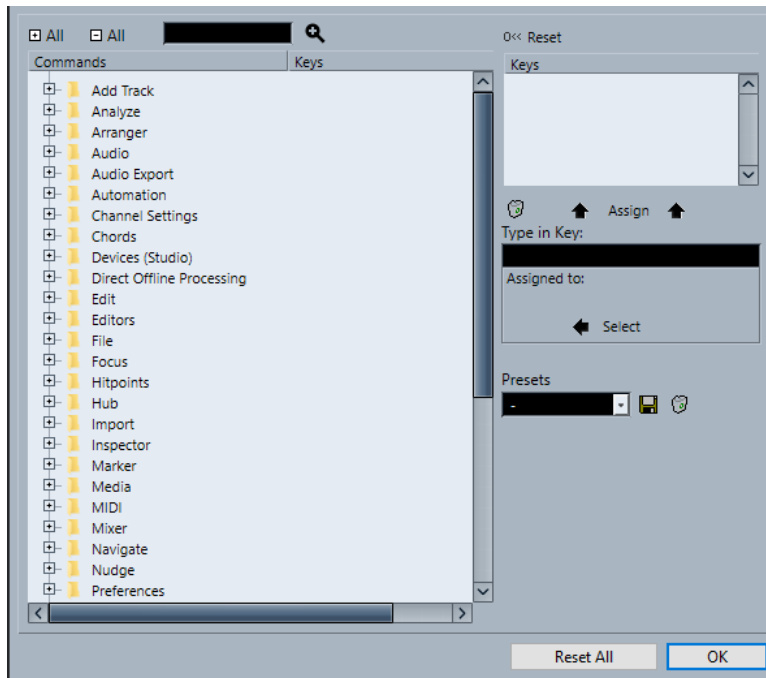 All All
0<< Reset
Commands Keys
Keys
Add Track
Analyze
Arranger
Audio
Audio Export
Automation
Channel Settings
Chords
Devices (Studio)
Direct Offline Processing
Edit
Editors
File
Focus
Hitpoints
Hub
Import
Inspector
Marker
Media
MIDI
Mixer
Navigate
Nudge
Preferences
Assign
Type in Key:
Assigned to:
Select
Presets
-
Reset All OK